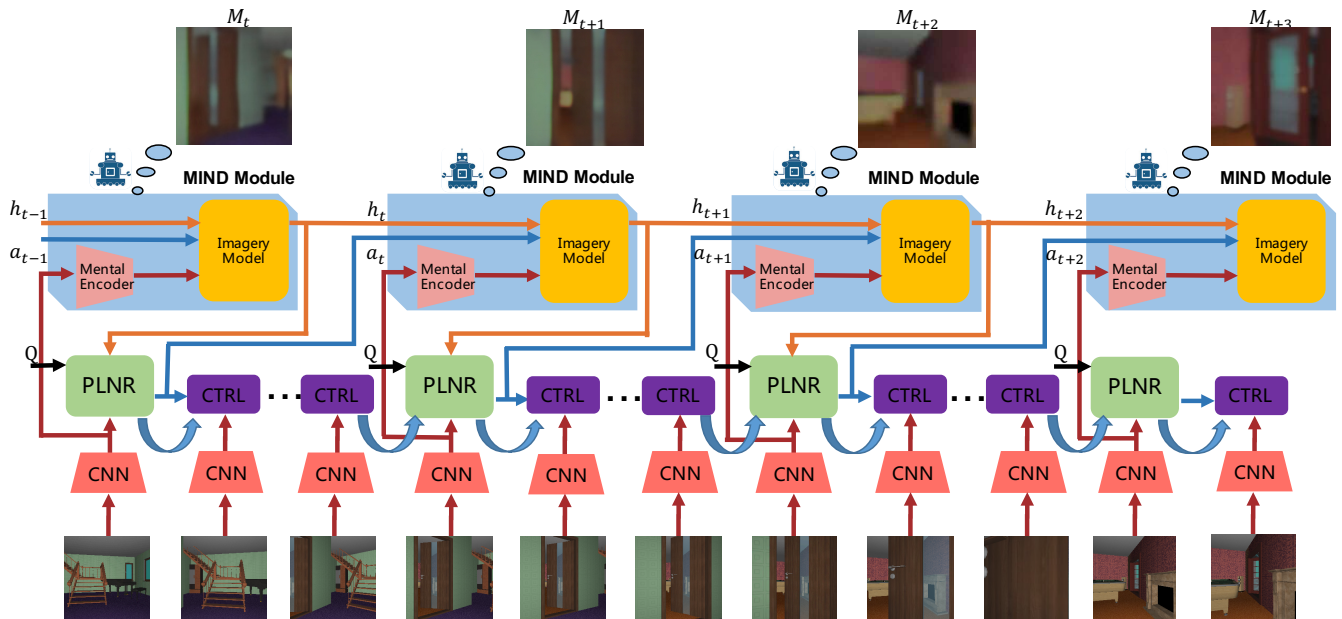 M_t M_{t+1} M_{t+2} M_{t+3}
MIND Module MIND Module MIND Module MIND Module
h_{t-1} h_t h_{t+1} h_{t+2}
Imagery Model Imagery Model Imagery Model Imagery Model
a_{t-1} a_t a_{t+1} a_{t+2}
Mental Encoder Mental Encoder Mental Encoder Mental Encoder
Q Q Q Q
PLNR CTRL ... CTRL PLNR CTRL ... CTRL PLNR CTRL ... CTRL PLNR CTRL
CNN CNN CNN CNN CNN CNN CNN CNN CNN CNN CNN